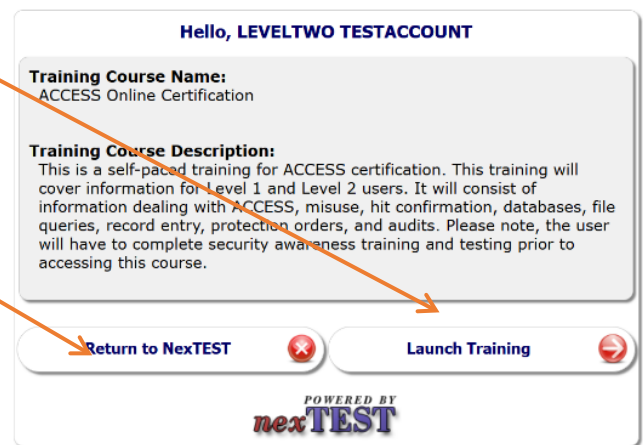 Hello, LEVELTWO TESTACCOUNT
Training Course Name:
ACCESS Online Certification
Training Course Description:
This is a self-paced training for ACCESS certification. This training will
cover information for Level 1 and Level 2 users. It will consist of
information dealing with ACCESS, misuse, hit confirmation, databases, file
queries, record entry, protection orders, and audits. Please note, the user
will have to complete security awareness training and testing prior to
accessing this course.
Return to NexTEST
Launch Training
POWERED BY
nexTEST